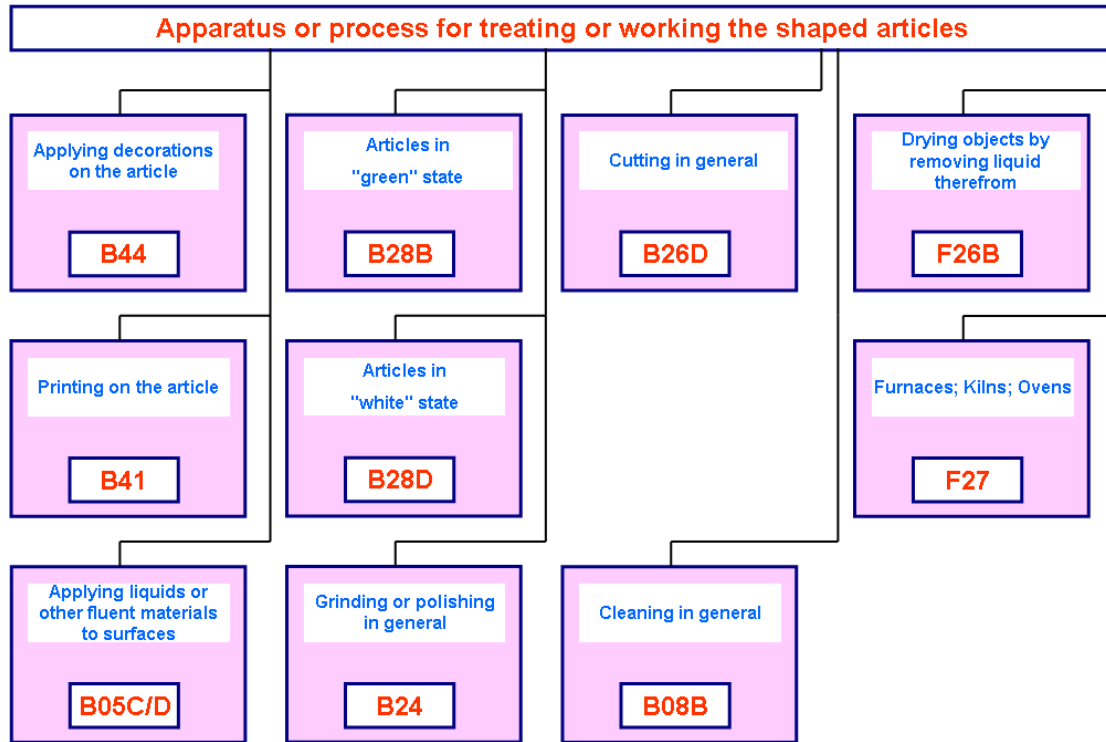 Apparatus or process for treating or working the shaped articles
Applying decorations
on the article
B44
Articles in
"green" state
B28B
Cutting in general
B26D
Drying objects by
removing liquid
therefrom
F26B
Printing on the article
B41
Articles in
"white" state
B28D
Furnaces; Kilns; Ovens
F27
Applying liquids or
other fluent materials
to surfaces
B05C/D
Grinding or polishing
in general
B24
Cleaning in general
B08B